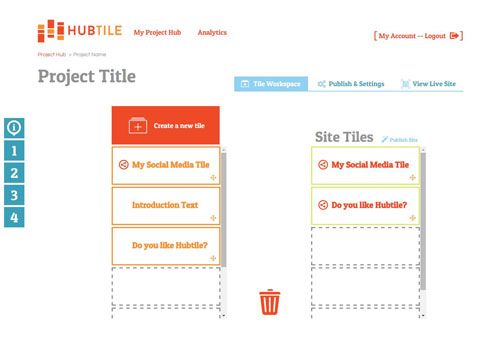 HUBTILE
My Project Hub
Analytics
[ My Account -- Logout ]
Project Hub > Project Name
Project Title
Tile Workspace
Publish & Settings
View Live Site
Create a new tile
Site Tiles
Publish Site
My Social Media Tile
My Social Media Tile
1
2
Introduction Text
Do you like Hubtile?
3
4
Do you like Hubtile?